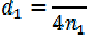 d₁ = ――
4n₁